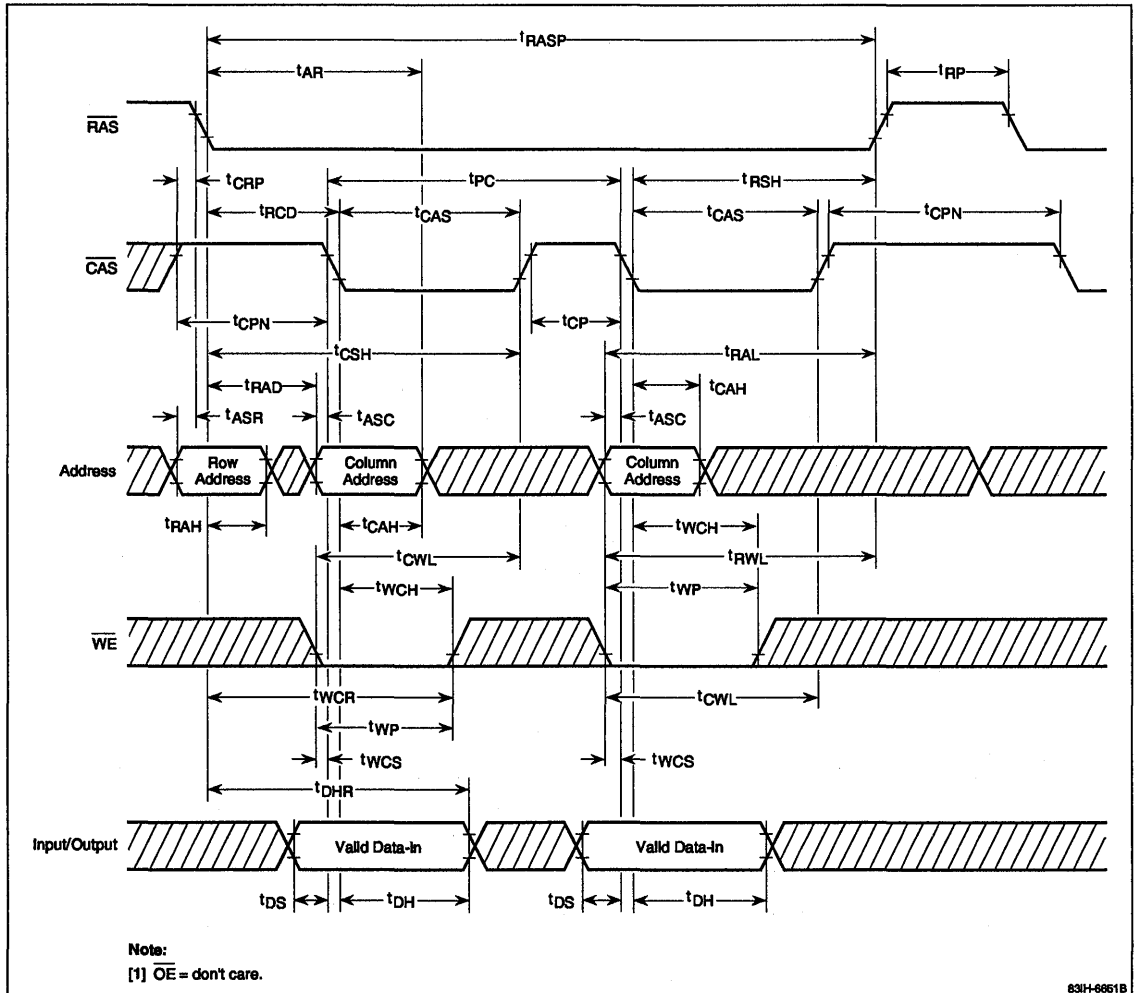 tRASP
tAR
tRP
RAS
tCRP
tPC
tRSH
tRCD
tCAS
tCAS
tCPN
CAS
tCPN
tCP
tCSH
tRAL
tRAD
tCAH
tASR
tASC
tASC
Address
Row Address
Column Address
Column Address
tRAH
tCAH
tWCH
tCWL
tRWL
tWCH
tWP
WE
tWCR
tCWL
tWP
tWCS
tWCS
tDHR
Input/Output
Valid Data-In
Valid Data-In
tDS
tDH
tDS
tDH
Note:
[1] OE = don't care.
83IH-6651B